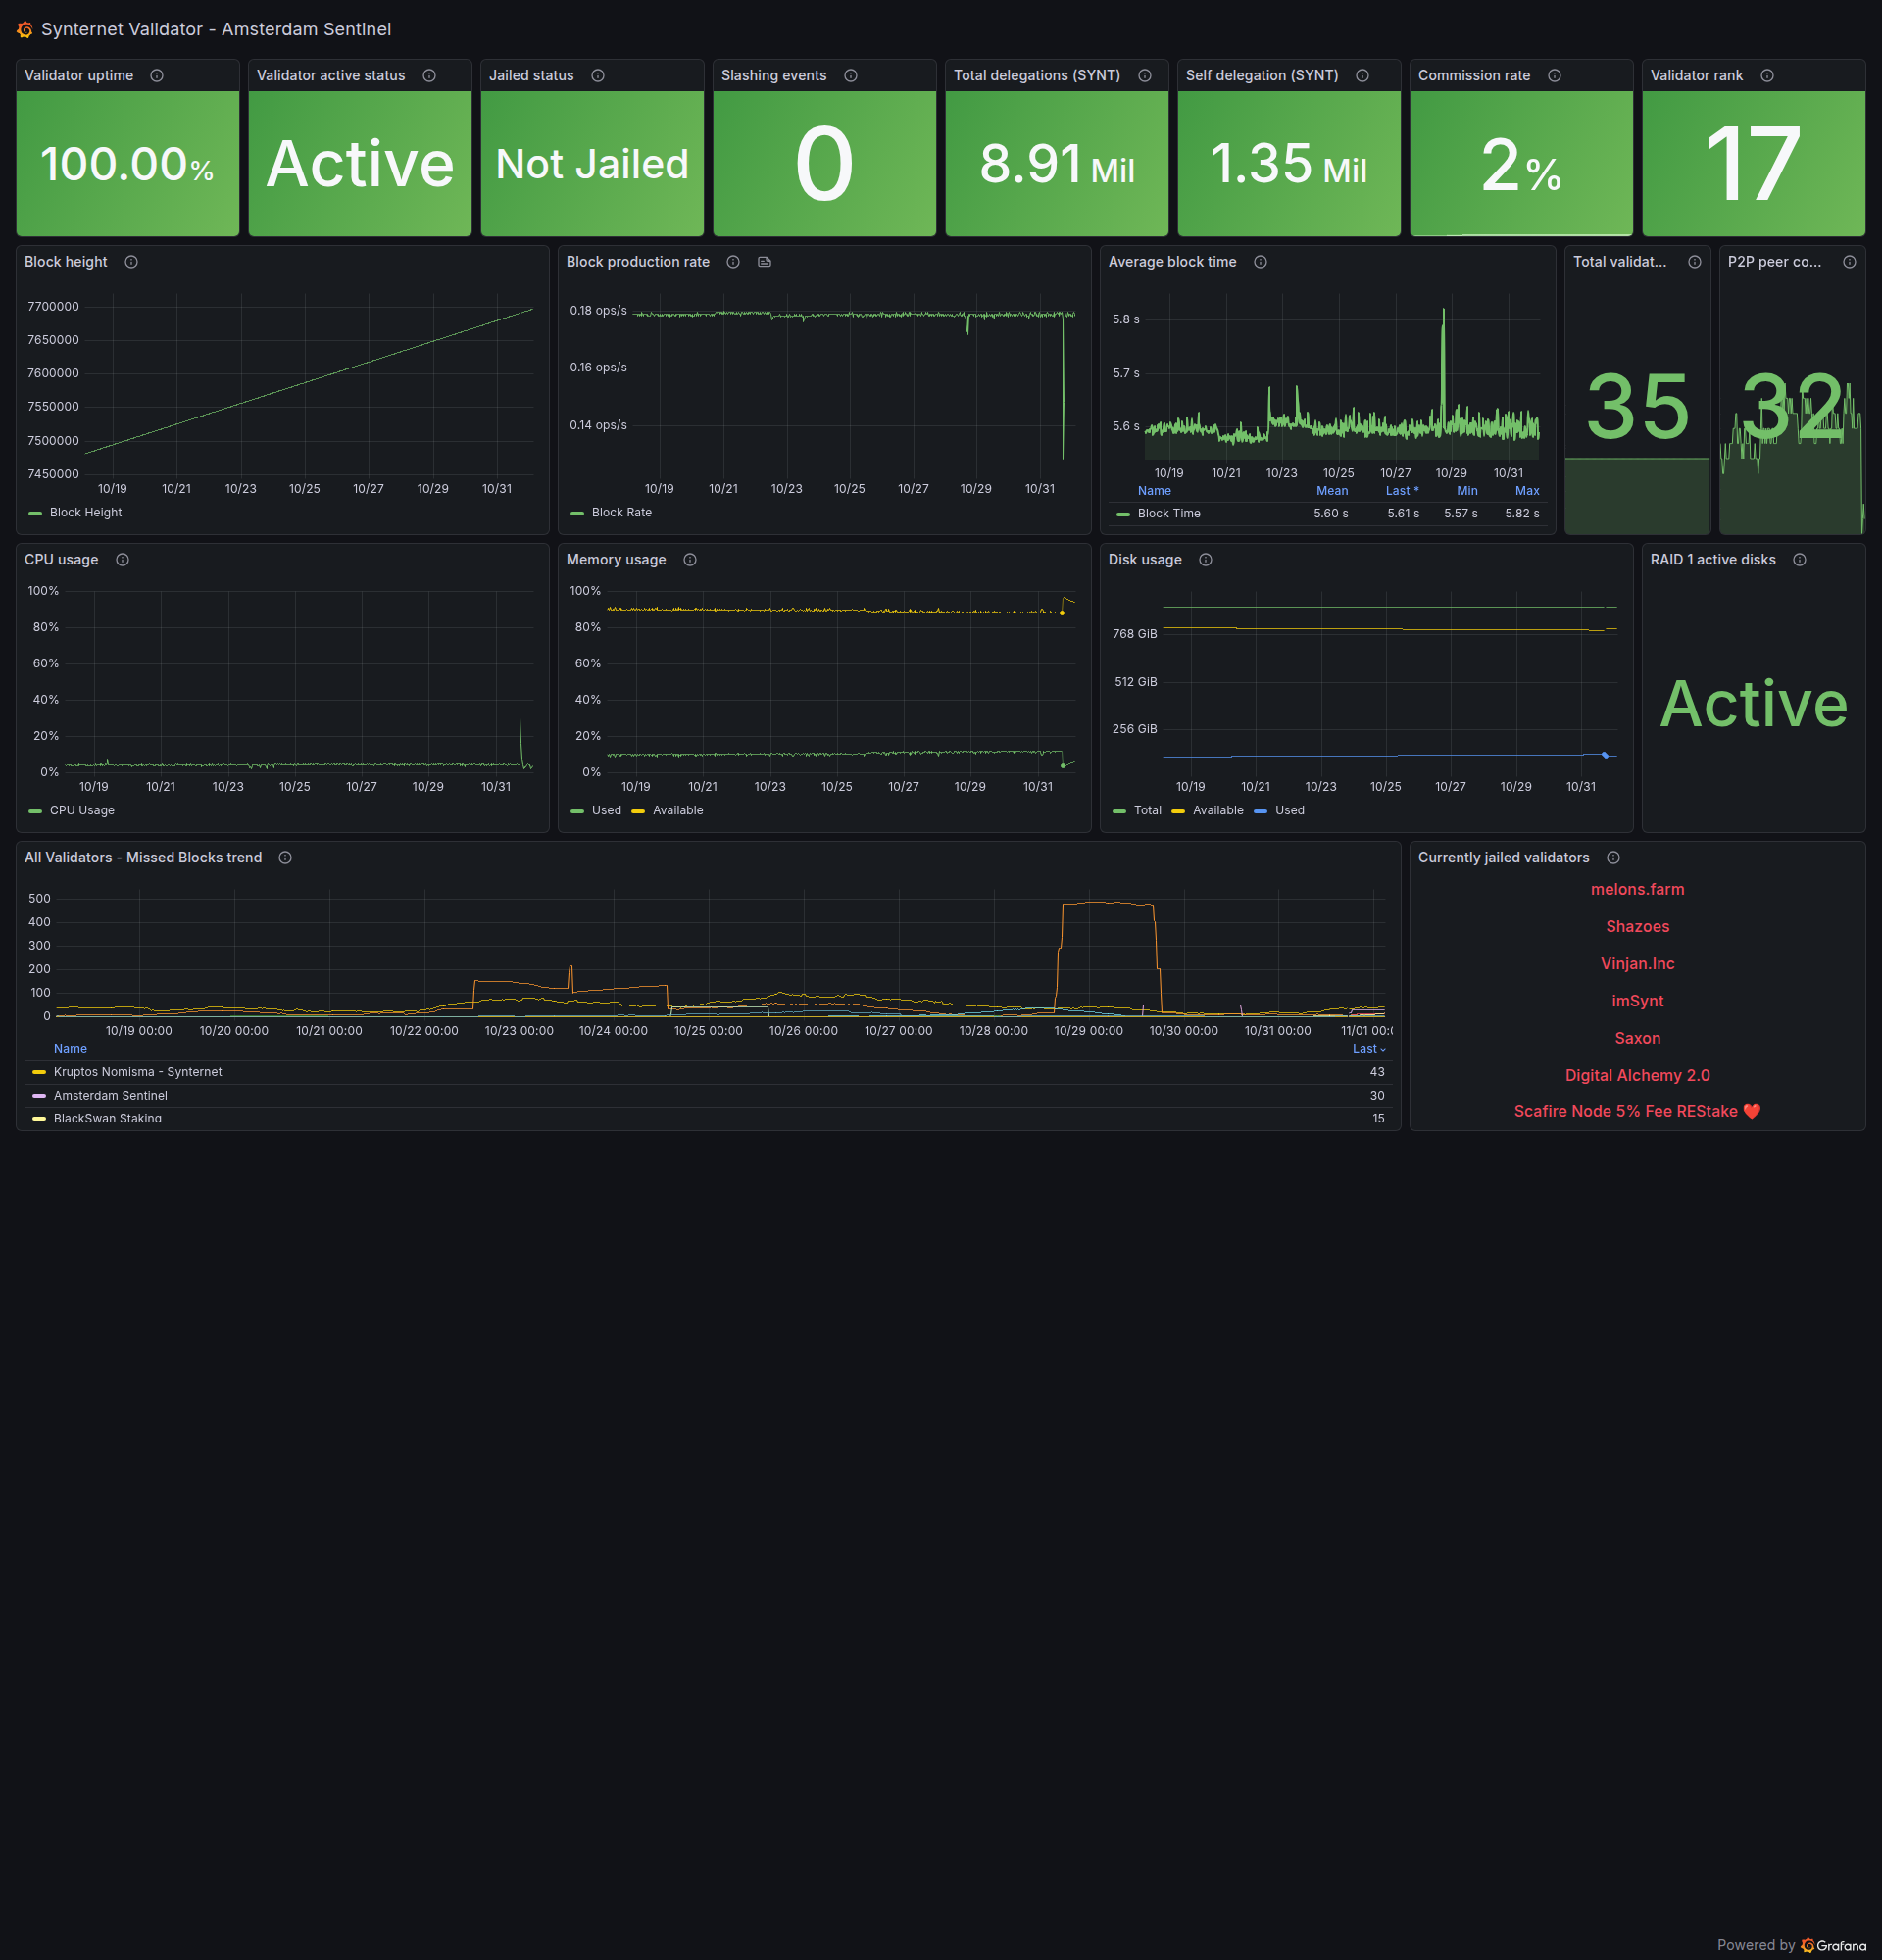 Synternet Validator - Amsterdam Sentinel
Validator uptime
Validator active status
Jailed status
Slashing events
Total delegations (SYNT)
Self delegation (SYNT)
Commission rate
Validator rank
100.00%
Active
Not Jailed
0
8.91 Mil
1.35 Mil
2%
17
Block height
7700000
7650000
7600000
7550000
7500000
7450000
10/19 10/21 10/23 10/25 10/27 10/29 10/31
Block Height
Block production rate
0.18 ops/s
0.16 ops/s
0.14 ops/s
10/19 10/21 10/23 10/25 10/27 10/29 10/31
Block Rate
Average block time
5.8 s
5.7 s
5.6 s
10/19 10/21 10/23 10/25 10/27 10/29 10/31
Name Mean Last * Min Max
Block Time 5.60 s 5.61 s 5.57 s 5.82 s
Total validat...
35
P2P peer co...
32
CPU usage
100%
80%
60%
40%
20%
0%
10/19 10/21 10/23 10/25 10/27 10/29 10/31
CPU Usage
Memory usage
100%
80%
60%
40%
20%
0%
10/19 10/21 10/23 10/25 10/27 10/29 10/31
Used Available
Disk usage
768 GiB
512 GiB
256 GiB
10/19 10/21 10/23 10/25 10/27 10/29 10/31
Total Available Used
RAID 1 active disks
Active
All Validators - Missed Blocks trend
500
400
300
200
100
0
10/19 00:00 10/20 00:00 10/21 00:00 10/22 00:00 10/23 00:00 10/24 00:00 10/25 00:00 10/26 00:00 10/27 00:00 10/28 00:00 10/29 00:00 10/30 00:00 10/31 00:00 11/01 00:0
Name Last
Kruptos Nomisma - Synternet 43
Amsterdam Sentinel 30
BlackSwan Staking 15
Currently jailed validators
melons.farm
Shazoes
Vinjan.Inc
imSynt
Saxon
Digital Alchemy 2.0
Scafire Node 5% Fee REStake ❤️
Powered by Grafana